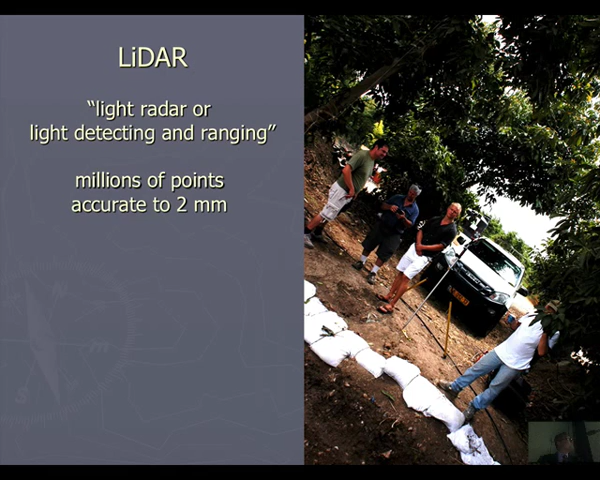 LiDAR
“light radar or
light detecting and ranging”
millions of points
accurate to 2 mm